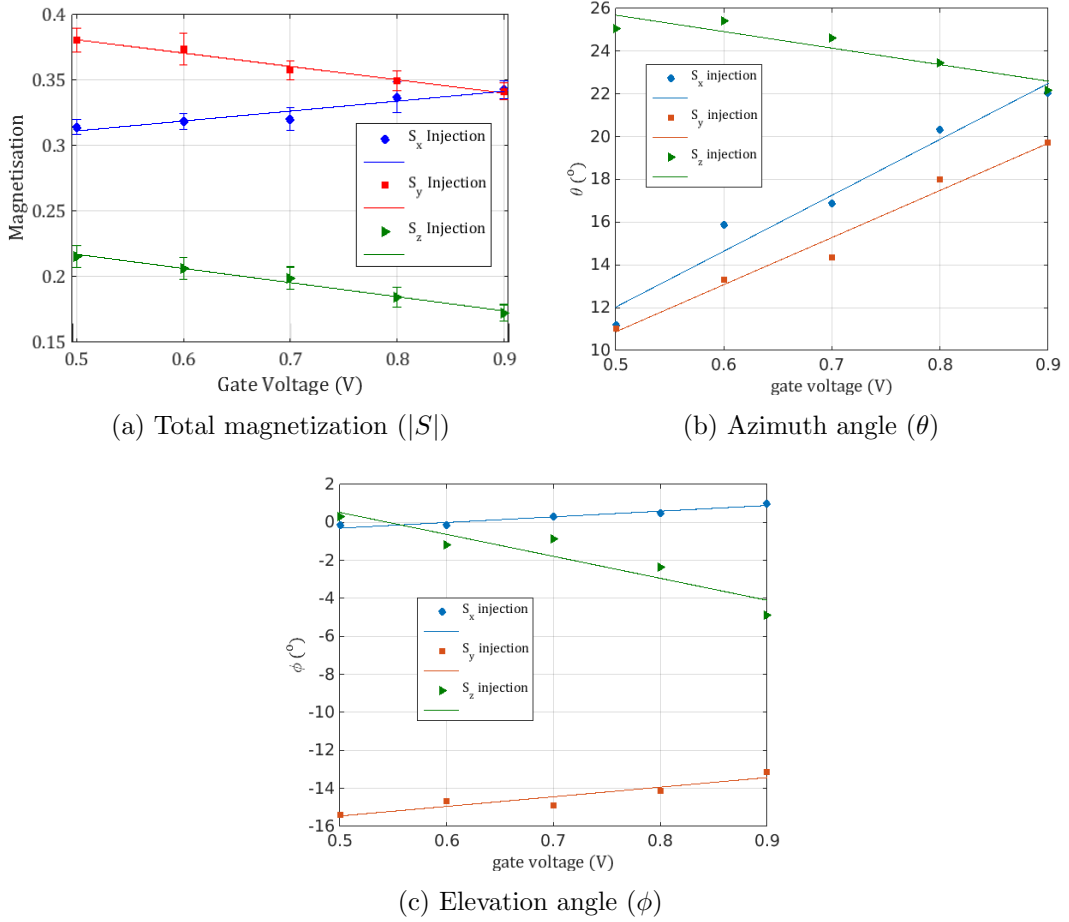 0.4
0.35
0.3
0.25
0.2
0.15
Magnetisation
S_x Injection
S_y Injection
S_z Injection
0.5 0.6 0.7 0.8 0.9
Gate Voltage (V)
(a) Total magnetization (|S|)
26
24
22
20
18
16
14
12
10
θ (°)
S_x injection
S_y injection
S_z injection
0.5 0.6 0.7 0.8 0.9
gate voltage (V)
(b) Azimuth angle (θ)
2
0
-2
-4
-6
-8
-10
-12
-14
-16
ϕ (°)
S_x injection
S_y injection
S_z injection
0.5 0.6 0.7 0.8 0.9
gate voltage (V)
(c) Elevation angle (ϕ)